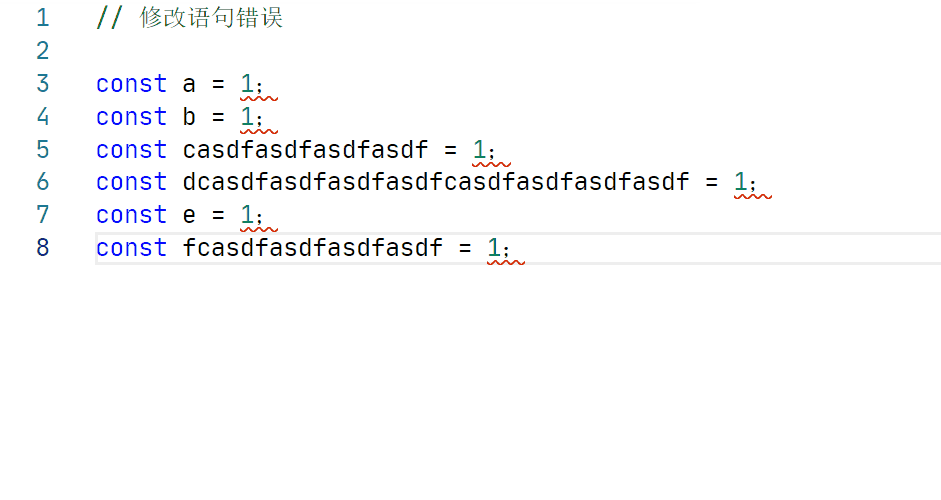 1 // 修改语句错误
2
3 const a = 1；
4 const b = 1；
5 const casdfasdfasdfasdf = 1；
6 const dcasdfasdfasdfasdfcasdfasdfasdfasdf = 1；
7 const e = 1；
8 const fcasdfasdfasdfasdf = 1；